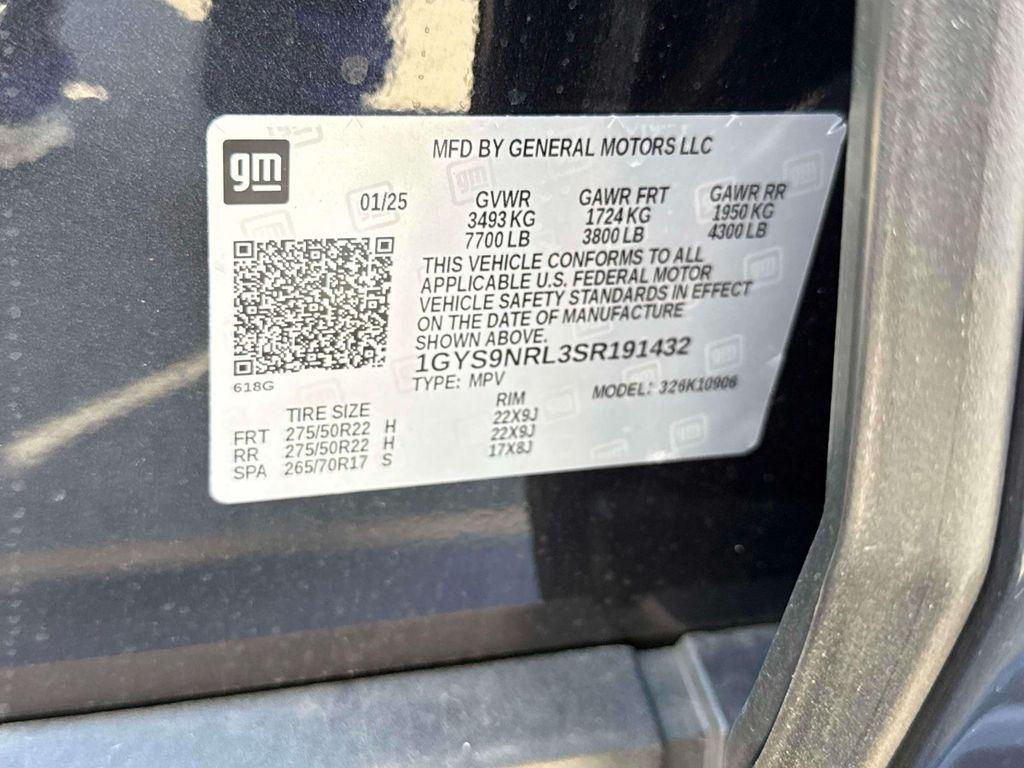 gm
MFD BY GENERAL MOTORS LLC
01/25 GVWR GAWR FRT GAWR RR
3493 KG 1724 KG 1950 KG
7700 LB 3800 LB 4300 LB
THIS VEHICLE CONFORMS TO ALL
APPLICABLE U.S. FEDERAL MOTOR
VEHICLE SAFETY STANDARDS IN EFFECT
ON THE DATE OF MANUFACTURE
SHOWN ABOVE.
1GYS9NRL3SR191432
618G
TYPE: MPV MODEL: 326K10906
TIRE SIZE RIM
FRT 275/50R22 H 22X9J
RR 275/50R22 H 22X9J
SPA 265/70R17 S 17X8J